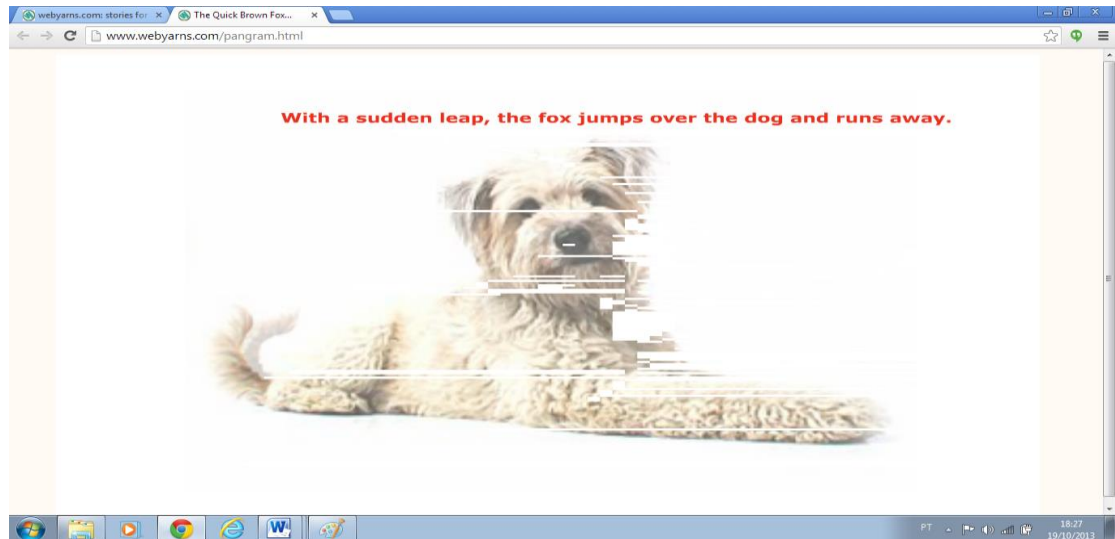 webyarns.com: stories for
The Quick Brown Fox...
www.webyarns.com/pangram.html
With a sudden leap, the fox jumps over the dog and runs away.
W
PT
18:27
19/10/2013